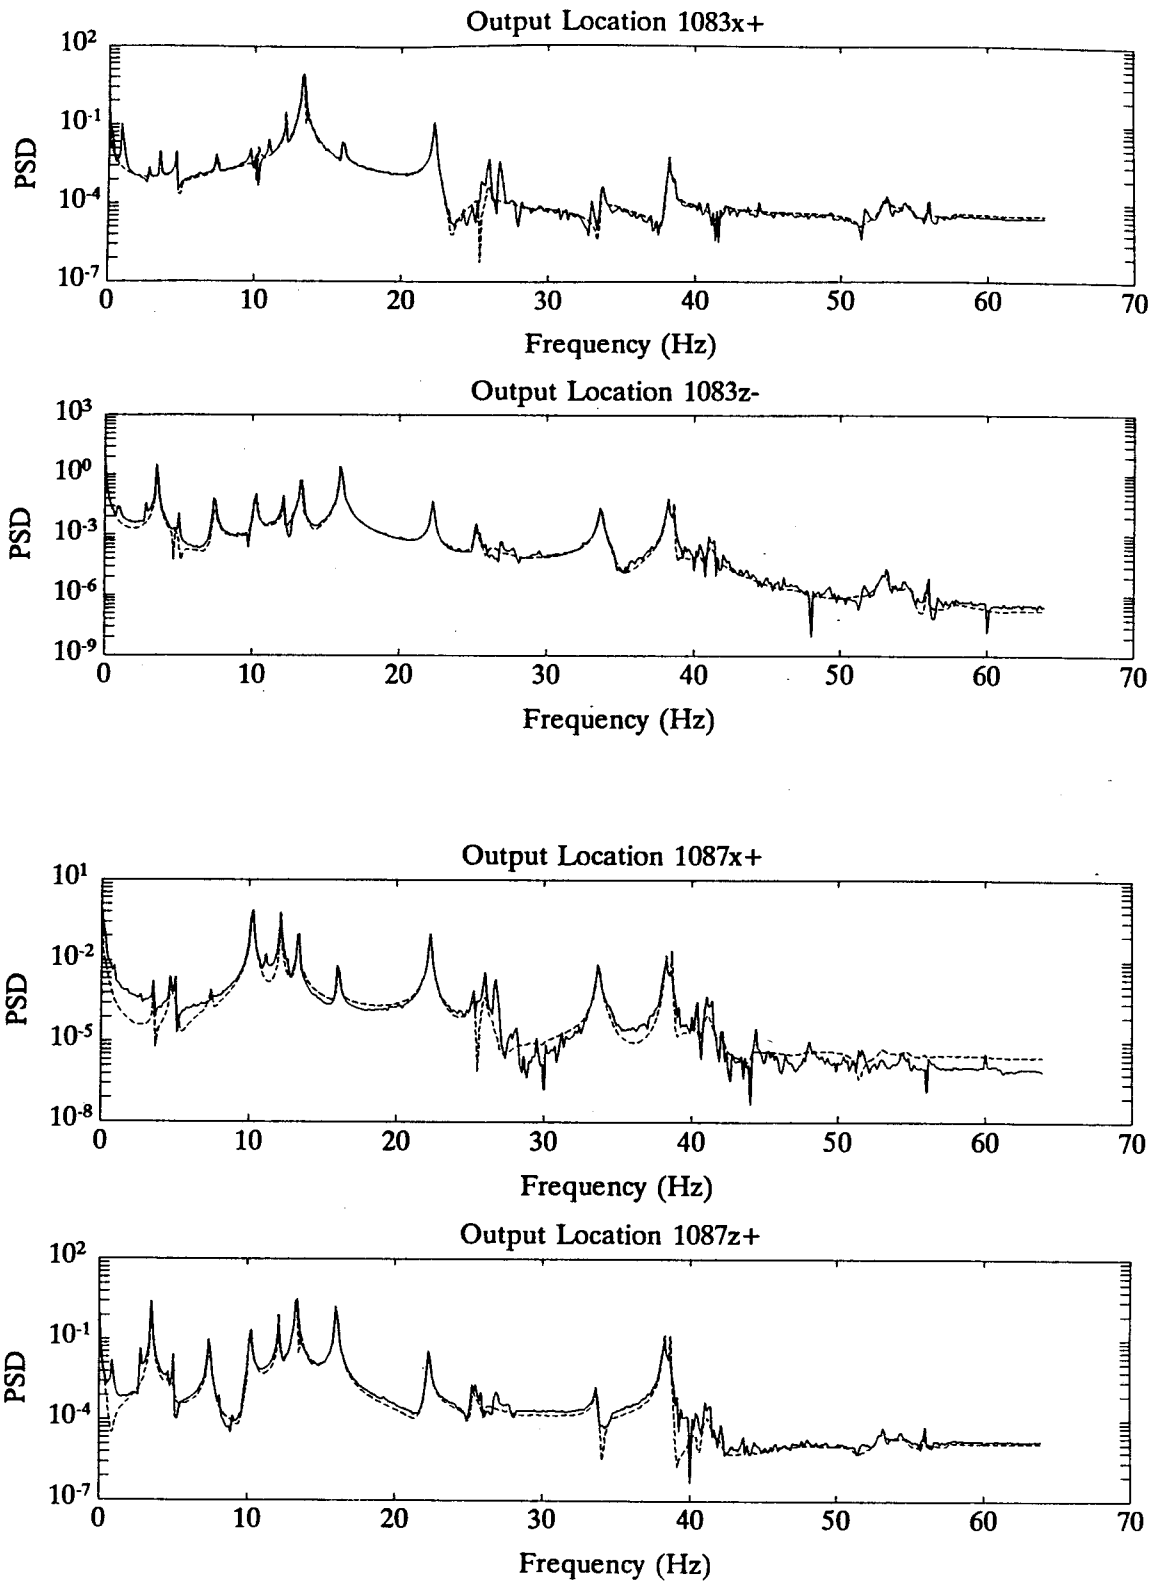 Output Location 1083x+
10^2
10^-1
10^-4
10^-7
PSD
0 10 20 30 40 50 60 70
Frequency (Hz)
Output Location 1083z-
10^3
10^0
10^-3
10^-6
10^-9
PSD
0 10 20 30 40 50 60 70
Frequency (Hz)
Output Location 1087x+
10^1
10^-2
10^-5
10^-8
PSD
0 10 20 30 40 50 60 70
Frequency (Hz)
Output Location 1087z+
10^2
10^-1
10^-4
10^-7
PSD
0 10 20 30 40 50 60 70
Frequency (Hz)